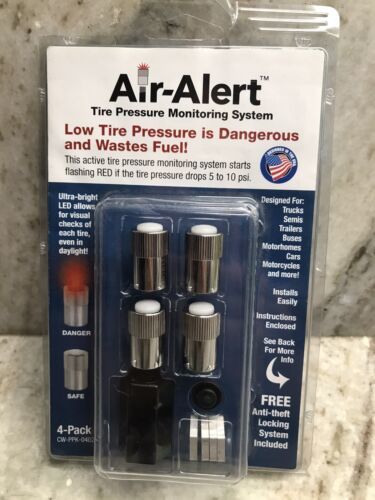 Air-Alert™
Tire Pressure Monitoring System
Low Tire Pressure is Dangerous
and Wastes Fuel!
This active tire pressure monitoring system starts
flashing RED if the tire pressure drops 5 to 10 psi.
Ultra-bright
LED allows
for visual
checks of
each tire,
even in
daylight!
DANGER
SAFE
4-Pack
Designed For:
Trucks
Semis
Trailers
Buses
Motorhomes
Cars
Motorcycles
and more!
Installs
Easily
Instructions
Enclosed
See Back
For More
Info
FREE
Anti-theft
Locking
System
Included